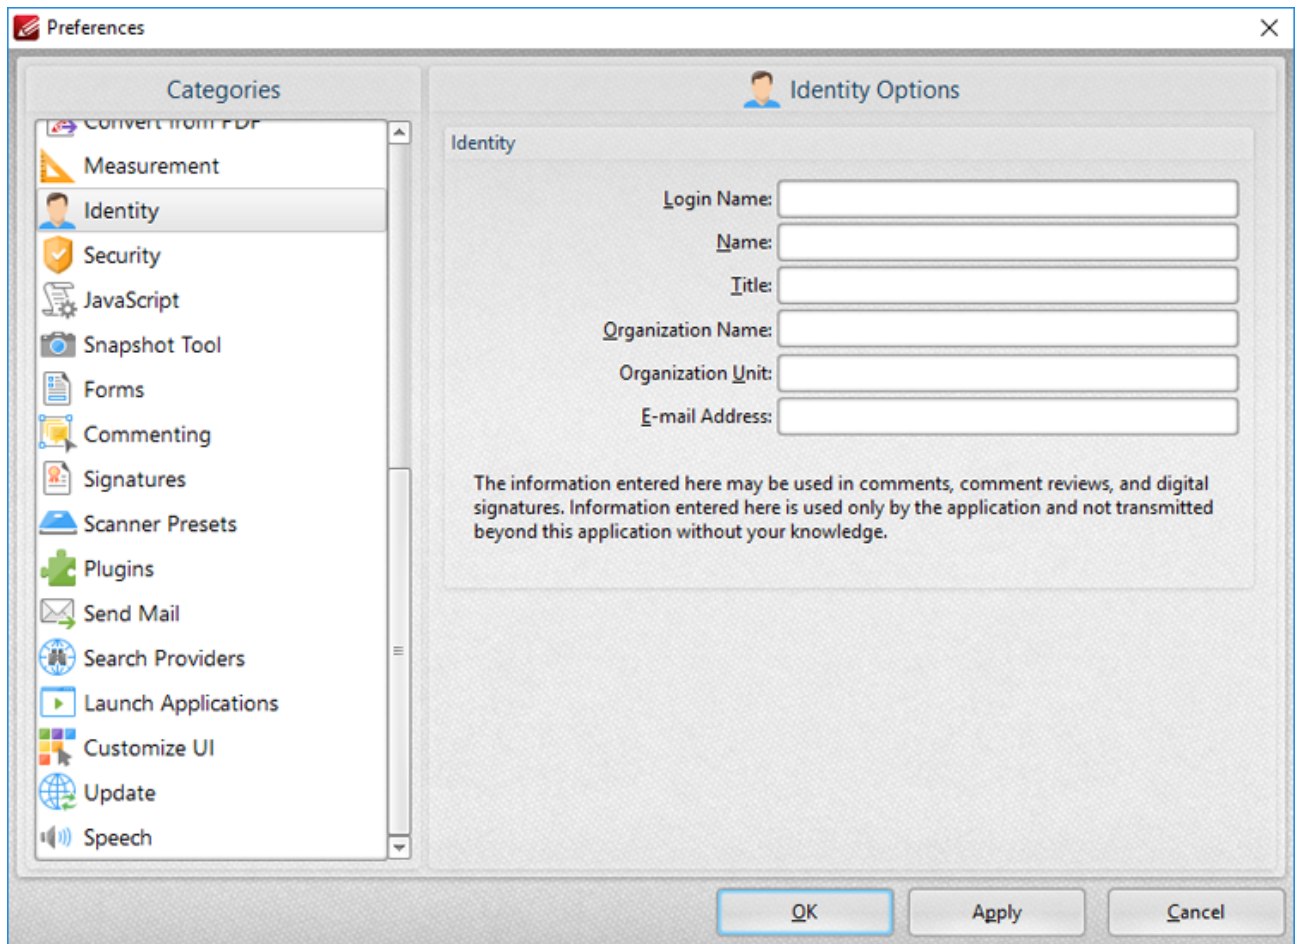 Preferences
Categories
Convert from PDF
Measurement
Identity
Security
JavaScript
Snapshot Tool
Forms
Commenting
Signatures
Scanner Presets
Plugins
Send Mail
Search Providers
Launch Applications
Customize UI
Update
Speech
Identity Options
Identity
Login Name:
Name:
Title:
Organization Name:
Organization Unit:
E-mail Address:
The information entered here may be used in comments, comment reviews, and digital
signatures. Information entered here is used only by the application and not transmitted
beyond this application without your knowledge.
OK
Apply
Cancel